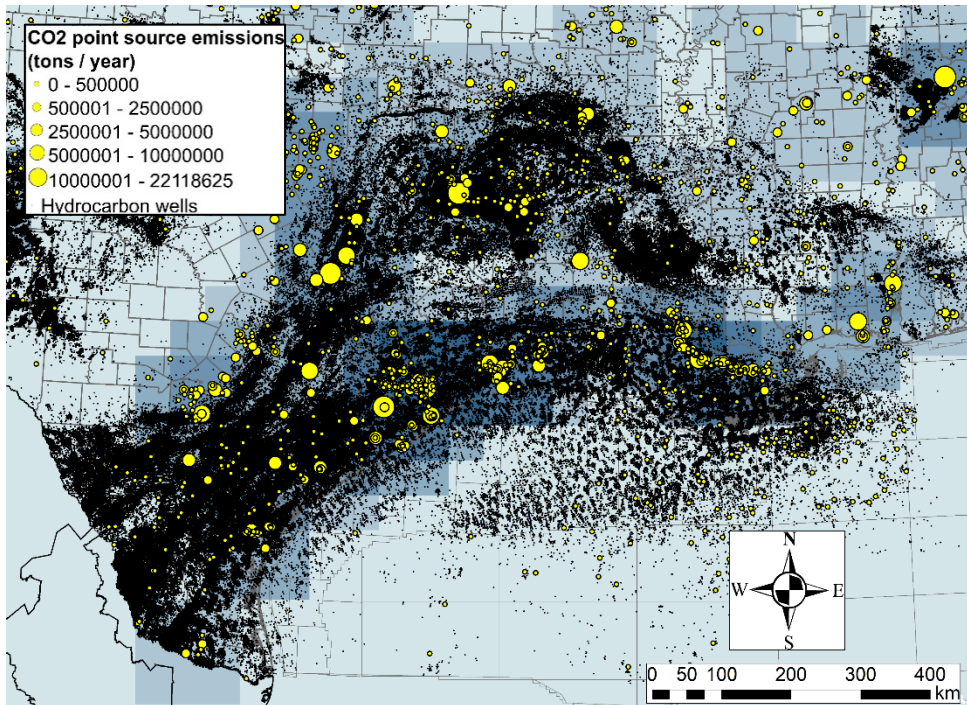 CO2 point source emissions
(tons / year)
0 - 500000
500001 - 2500000
2500001 - 5000000
5000001 - 10000000
10000001 - 22118625
Hydrocarbon wells
N
W E
S
0 50 100 200 300 400
km